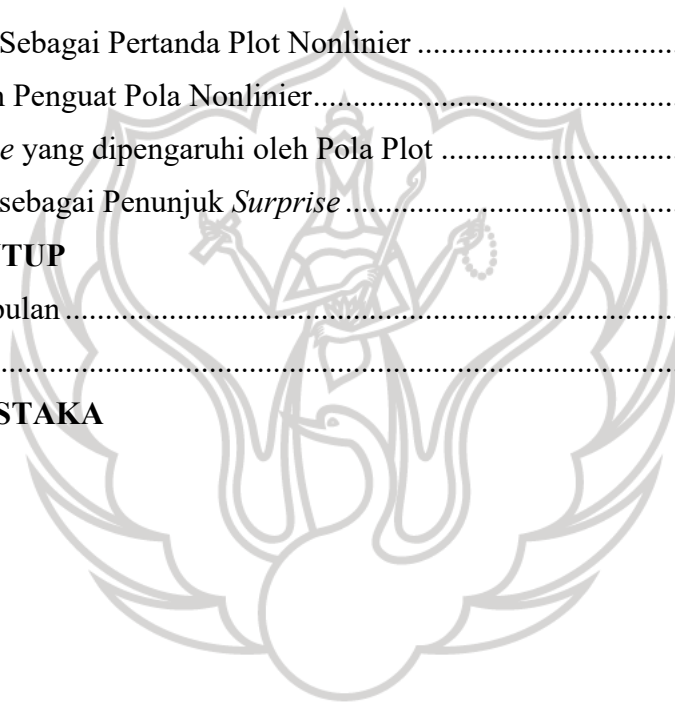 Sebagai Pertanda Plot Nonlinier ..................................
n Penguat Pola Nonlinier...............................................
e yang dipengaruhi oleh Pola Plot ...............................
sebagai Penunjuk Surprise...........................................
TUP
pulan...............................................................................
.......................................................................................
STAKA